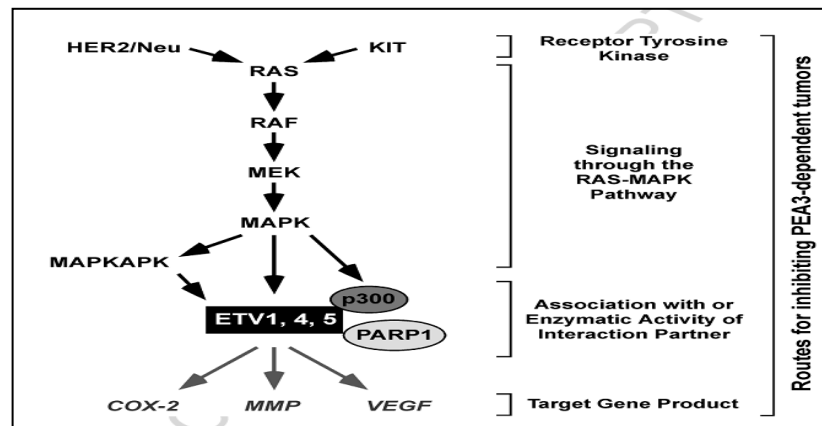 HER2/Neu
KIT
Receptor Tyrosine
Kinase
RAS
RAF
MEK
MAPK
Signaling
through the
RAS-MAPK
Pathway
MAPKAPK
p300
ETV1, 4, 5
PARP1
Association with or
Enzymatic Activity of
Interaction Partner
COX-2
MMP
VEGF
Target Gene Product
Routes for inhibiting PEA3-dependent tumors